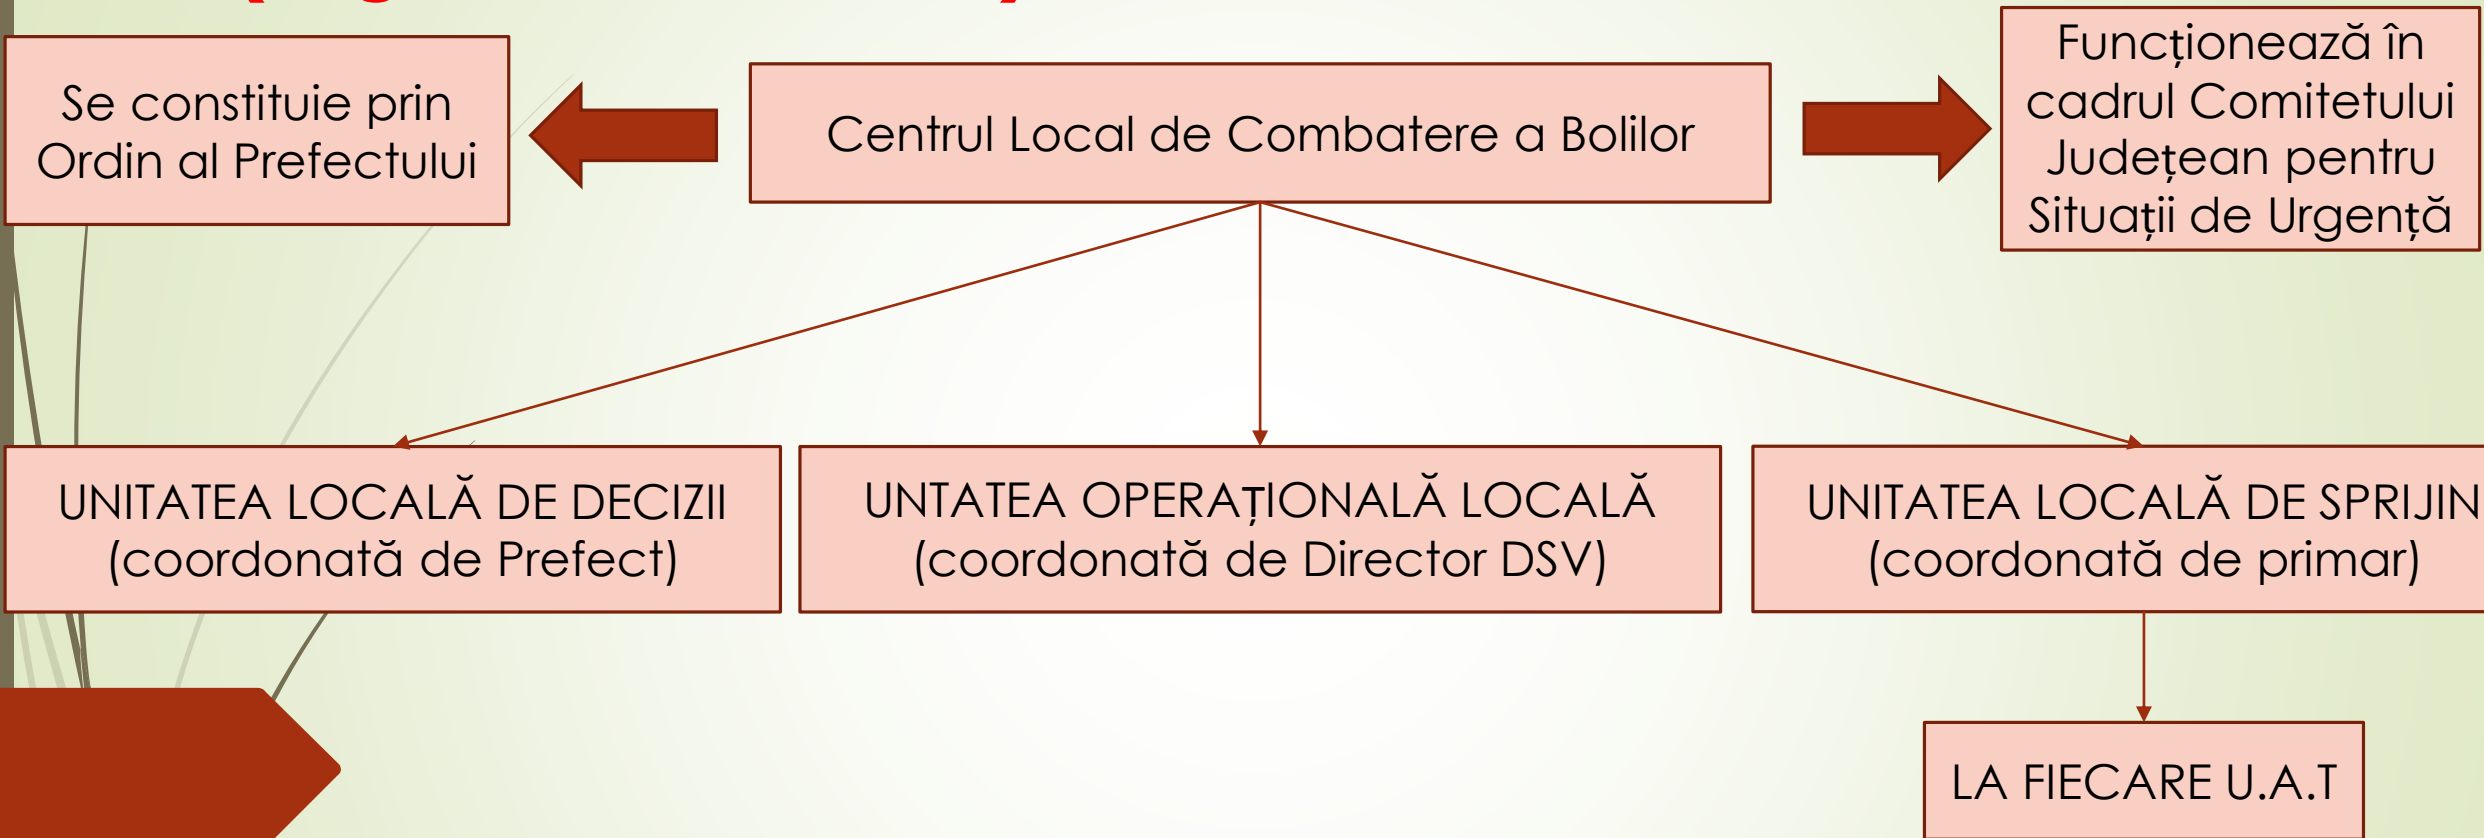 Se constituie prin
Ordin al Prefectului
Centrul Local de Combatere a Bolilor
Funcționează în
cadrul Comitetului
Județean pentru
Situații de Urgență
UNITATEA LOCALĂ DE DECIZII
(coordonată de Prefect)
UNTATEA OPERAȚIONALĂ LOCALĂ
(coordonată de Director DSV)
UNITATEA LOCALĂ DE SPRIJIN
(coordonată de primar)
LA FIECARE U.A.T